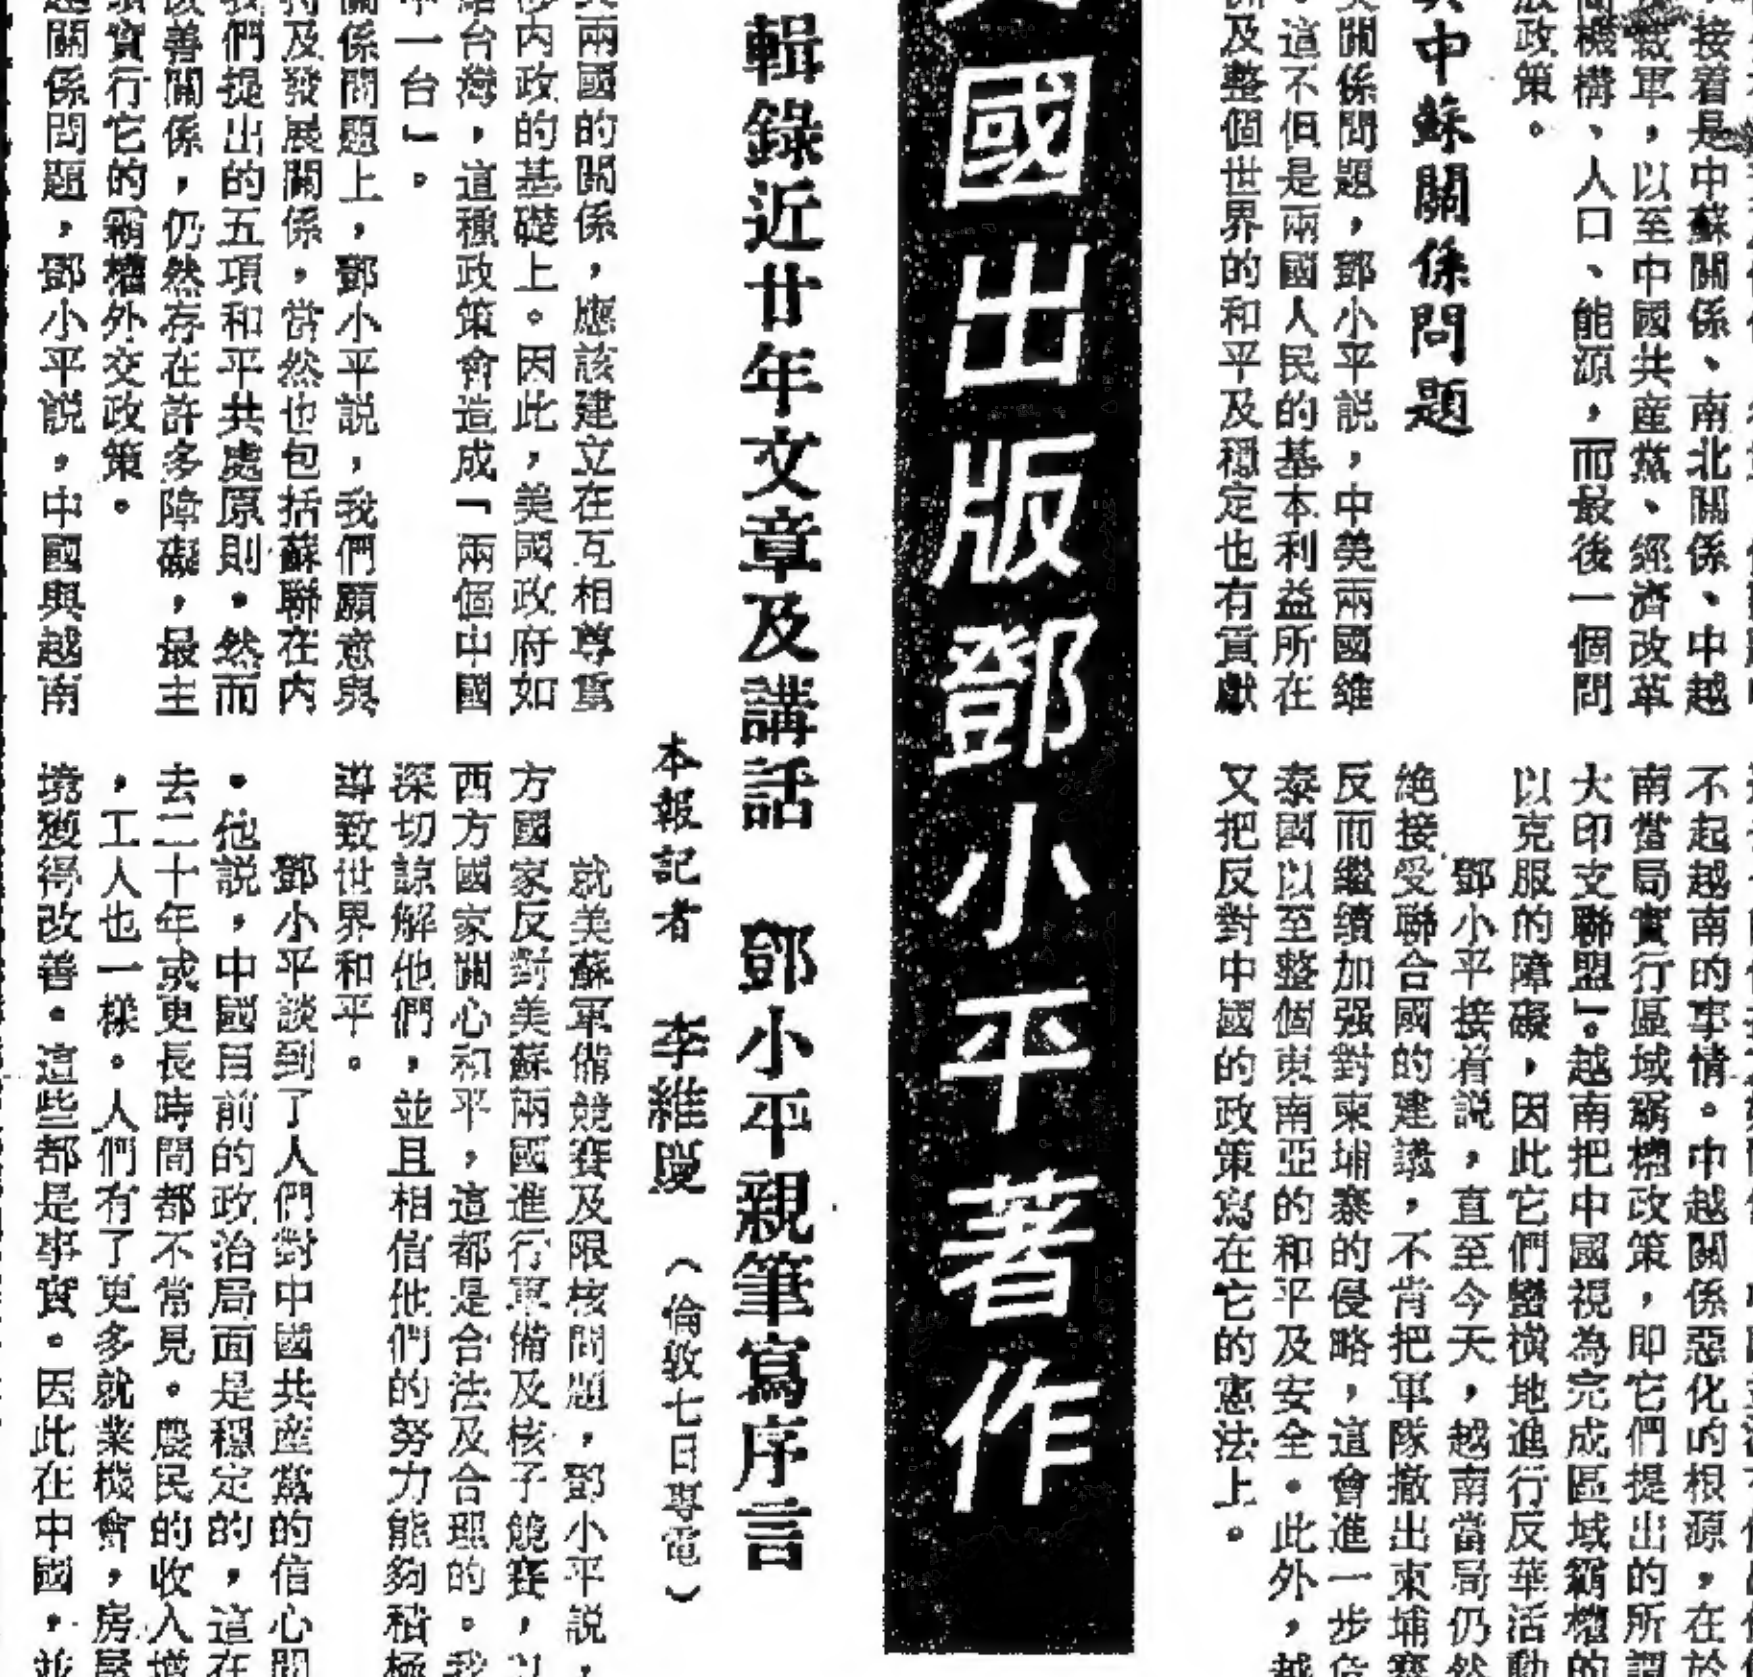 接着是中蘇關係、南北關係、中越
裁軍，以至中國共産黨、經濟改革
機構、人口、能源，而最後一個問
政策。
中蘇關係問題
關係問題，鄧小平説，中美兩國維
。這不但是兩國人民的基本利益所在
及整個世界的和平及穩定也有貢獻
不起越南的事情。中越關係惡化的根源，在於
南當局實行區域霸權政策，即它們提出的所謂
大印支聯盟」。越南把中國視為完成區域霸權的
以克服的障礙，因此它們蠻橫地進行反華活動
鄧小平接着説，直至今天，越南當局仍然
絶接受聯合國的建議，不肯把軍隊撤出柬埔寨
反而繼續加强對柬埔寨的侵略，這會進一步危
泰國以至整個東南亞的和平及安全。此外，越
又把反對中國的政策寫在它的憲法上。
國出版鄧小平著作
輯錄近廿年文章及講話　鄧小平親筆寫序言
本報記者　李維慶（倫敦七日專電）
兩國的關係，應該建立在互相尊重
內政的基礎上。因此，美國政府如
台灣，這種政策會造成「兩個中國
一台」。
關係問題上，鄧小平説，我們願意與
及發展關係，當然也包括蘇聯在內
們提出的五項和平共處原則。然而
善關係，仍然存在許多障礙，最主
實行它的霸權外交政策。
關係問題，鄧小平説，中國與越南
就美蘇軍備競賽及限核問題，鄧小平説，
方國家反對美蘇兩國進行軍備及核子競賽，以
西方國家關心和平，這都是合法及合理的。我
深切諒解他們，並且相信他們的努力能夠積極
導致世界和平。
鄧小平談到了人們對中國共産黨的信心問
。他説，中國目前的政治局面是穩定的，這在
去二十年或更長時間都不常見。農民的收入增
，工人也一樣。人們有了更多就業機會，房屋
境獲得改善。這些都是事實。因此在中國，並